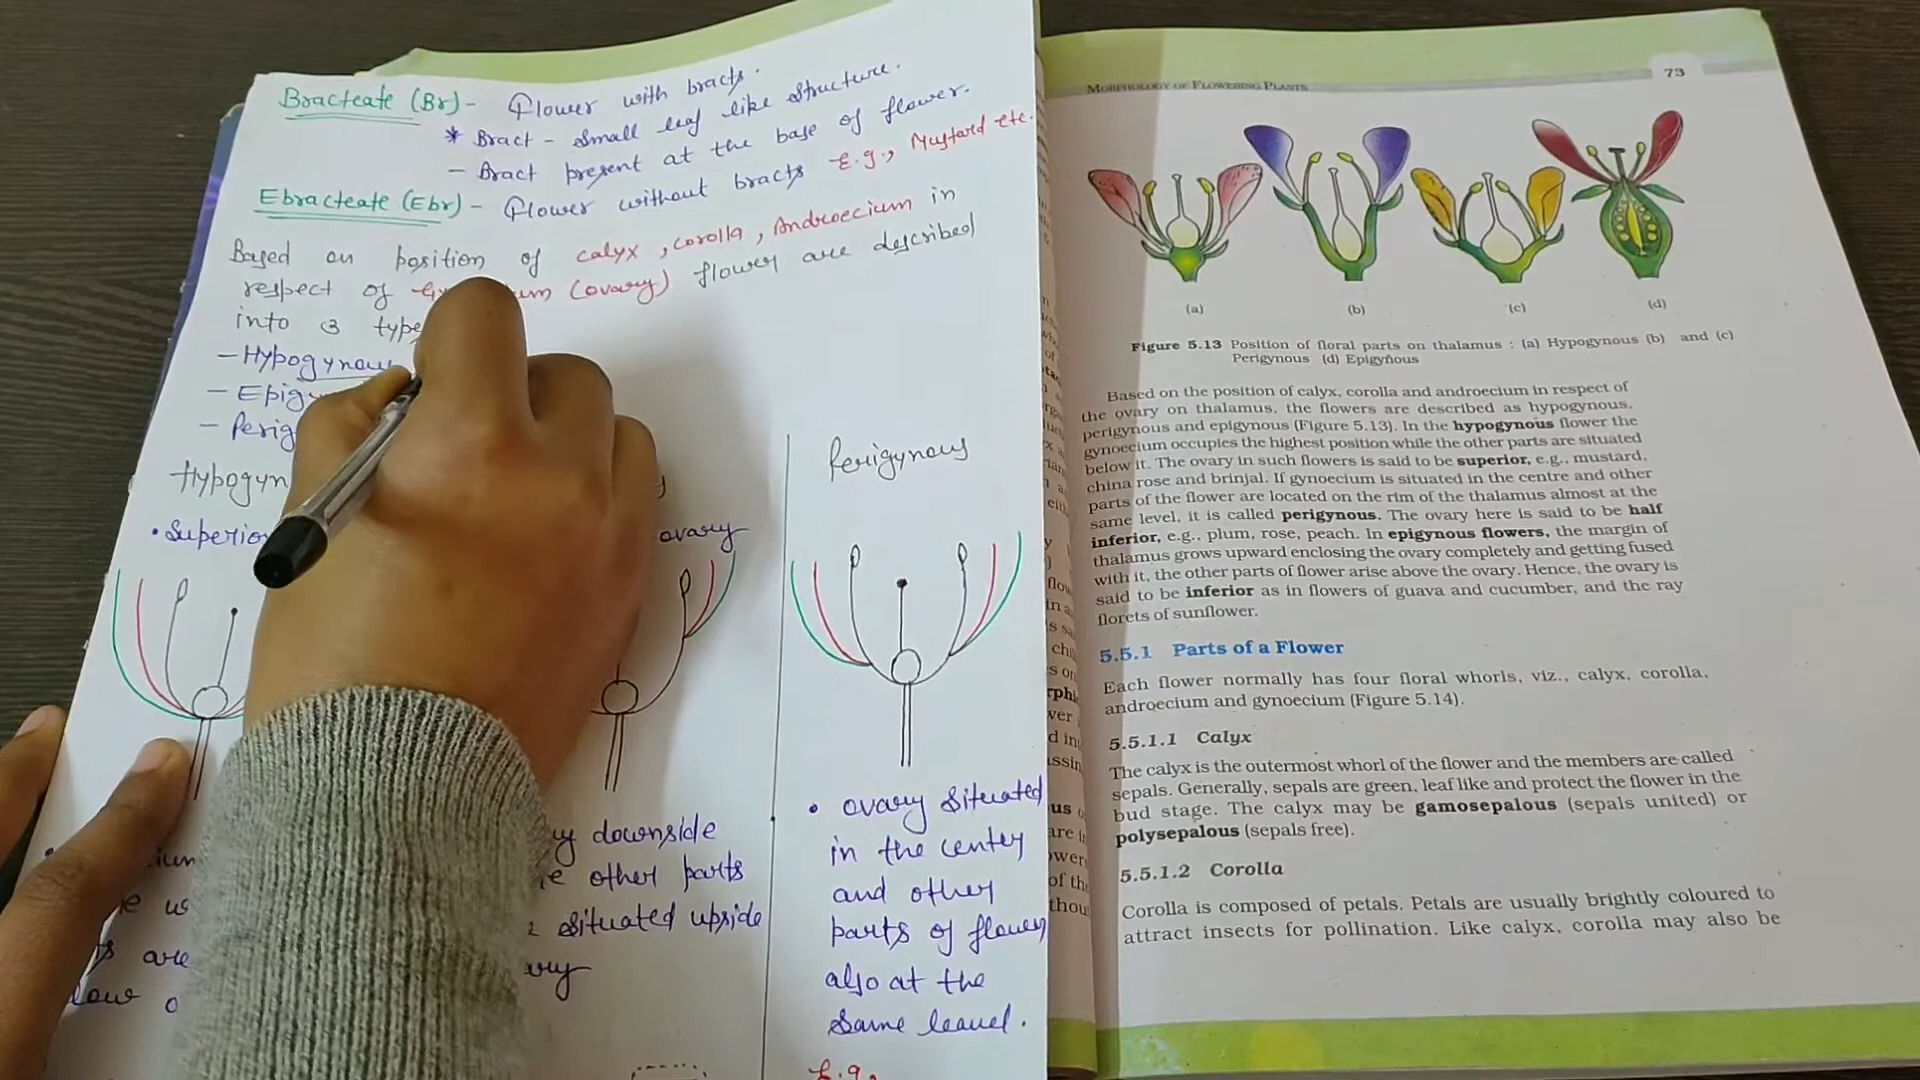 Bracteate (Br) - Flower with bracts.
* Bract - small leaf like structure.
- Bract present at the base of flower.
Ebracteate (Ebr) - Flower without bracts E.g., Mustard etc.
Based on position of calyx, corolla, Androecium in
respect of (ovary) flower are described
into 3 type
- Hypogynous
- Epigy
- Perig
Hypogyn
• Superior
ovary
Perigynous
downside
other parts
situated upside
are
• ovary situated
in the center
and other
parts of flower
also at the
same leavel.
E.g.
MORPHOLOGY OF FLOWERING PLANTS
73
(a) (b) (c) (d)
Figure 5.13 Position of floral parts on thalamus : (a) Hypogynous (b) and (c)
Perigynous (d) Epigynous
Based on the position of calyx, corolla and androecium in respect of
the ovary on thalamus, the flowers are described as hypogynous,
perigynous and epigynous (Figure 5.13). In the hypogynous flower the
gynoecium occupies the highest position while the other parts are situated
below it. The ovary in such flowers is said to be superior, e.g., mustard,
china rose and brinjal. If gynoecium is situated in the centre and other
parts of the flower are located on the rim of the thalamus almost at the
same level, it is called perigynous. The ovary here is said to be half
inferior, e.g., plum, rose, peach. In epigynous flowers, the margin of
thalamus grows upward enclosing the ovary completely and getting fused
with it, the other parts of flower arise above the ovary. Hence, the ovary is
said to be inferior as in flowers of guava and cucumber, and the ray
florets of sunflower.
5.5.1 Parts of a Flower
Each flower normally has four floral whorls, viz., calyx, corolla,
androecium and gynoecium (Figure 5.14).
5.5.1.1 Calyx
The calyx is the outermost whorl of the flower and the members are called
sepals. Generally, sepals are green, leaf like and protect the flower in the
bud stage. The calyx may be gamosepalous (sepals united) or
polysepalous (sepals free).
5.5.1.2 Corolla
Corolla is composed of petals. Petals are usually brightly coloured to
attract insects for pollination. Like calyx, corolla may also be